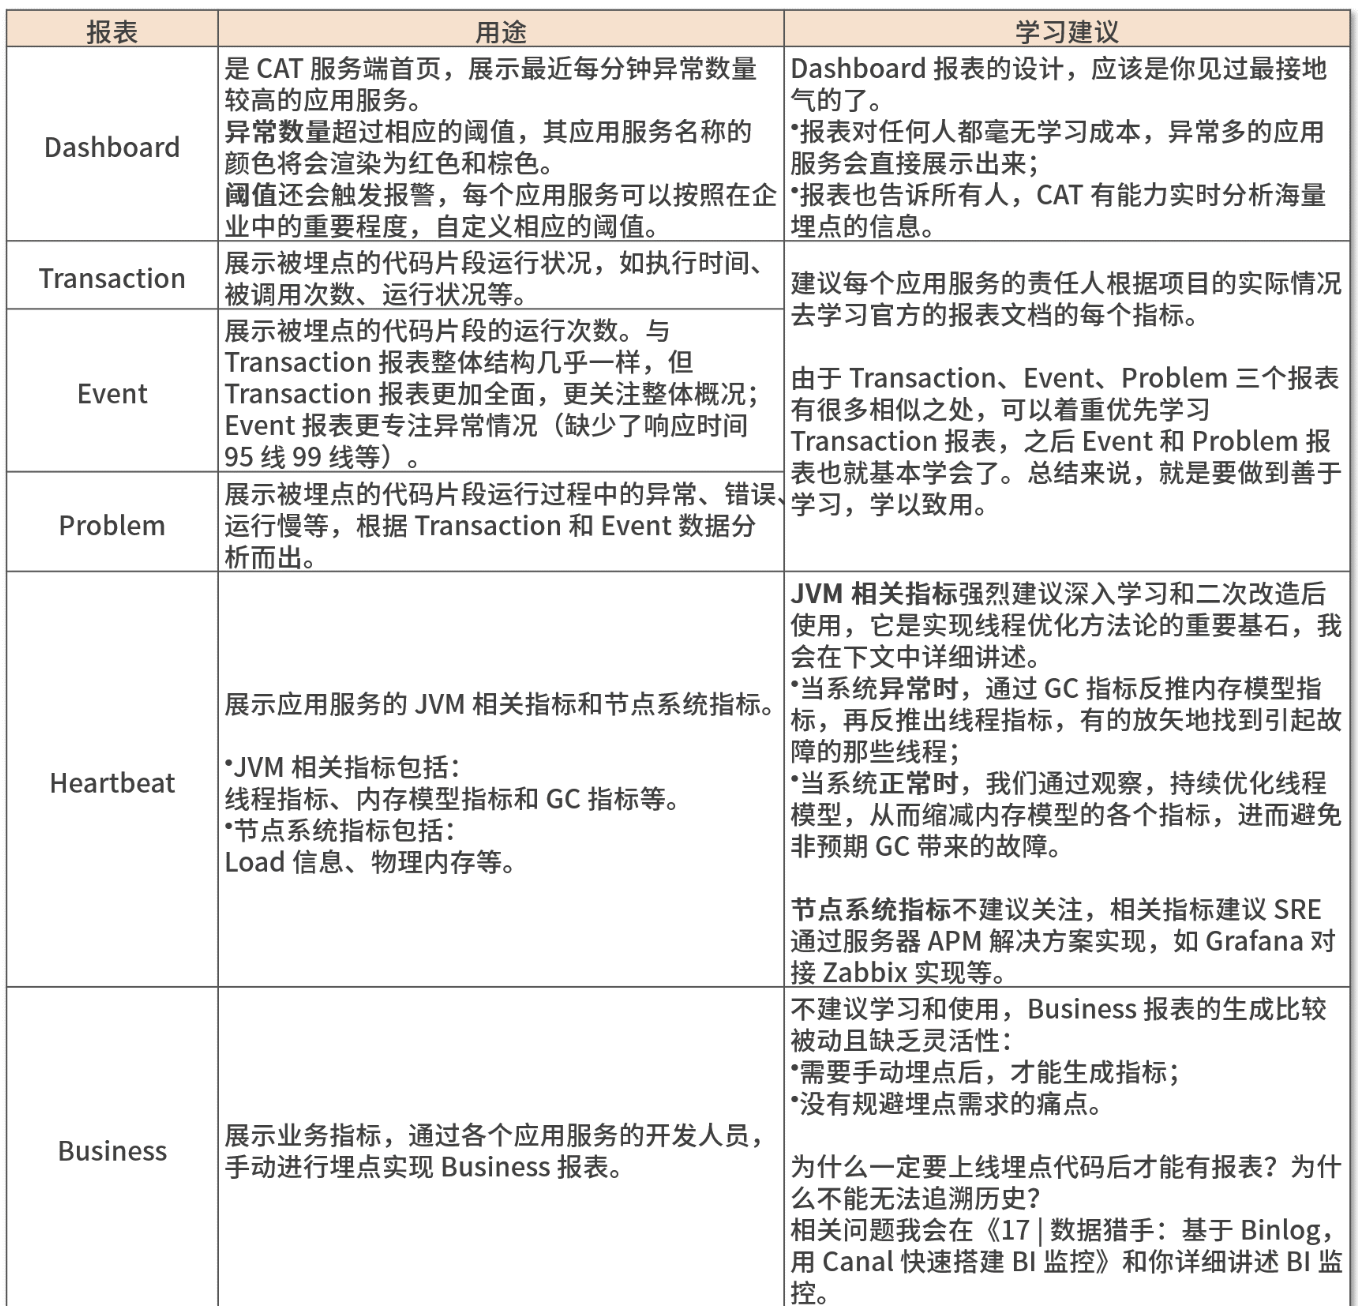 报表
用途
学习建议
Dashboard
是 CAT 服务端首页，展示最近每分钟异常数量
较高的应用服务。
异常数量超过相应的阈值，其应用服务名称的
颜色将会渲染为红色和棕色。
阈值还会触发报警，每个应用服务可以按照在企
业中的重要程度，自定义相应的阈值。
Dashboard 报表的设计，应该是你见过最接地
气的了。
•报表对任何人都毫无学习成本，异常多的应用
服务会直接展示出来；
•报表也告诉所有人，CAT 有能力实时分析海量
埋点的信息。
Transaction
展示被埋点的代码片段运行状况，如执行时间、
被调用次数、运行状况等。
Event
展示被埋点的代码片段的运行次数。与
Transaction 报表整体结构几乎一样，但
Transaction 报表更加全面，更关注整体概况；
Event 报表更专注异常情况（缺少了响应时间
95 线 99 线等）。
Problem
展示被埋点的代码片段运行过程中的异常、错误、
运行慢等，根据 Transaction 和 Event 数据分
析而出。
建议每个应用服务的责任人根据项目的实际情况
去学习官方的报表文档的每个指标。
由于 Transaction、Event、Problem 三个报表
有很多相似之处，可以着重优先学习
Transaction 报表，之后 Event 和 Problem 报
表也就基本学会了。总结来说，就是要做到善于
学习，学以致用。
Heartbeat
展示应用服务的 JVM 相关指标和节点系统指标。
•JVM 相关指标包括：
线程指标、内存模型指标和 GC 指标等。
•节点系统指标包括：
Load 信息、物理内存等。
JVM 相关指标强烈建议深入学习和二次改造后
使用，它是实现线程优化方法论的重要基石，我
会在下文中详细讲述。
•当系统异常时，通过 GC 指标反推内存模型指
标，再反推出线程指标，有的放矢地找到引起故
障的那些线程；
•当系统正常时，我们通过观察，持续优化线程
模型，从而缩减内存模型的各个指标，进而避免
非预期 GC 带来的故障。
节点系统指标不建议关注，相关指标建议 SRE
通过服务器 APM 解决方案实现，如 Grafana 对
接 Zabbix 实现等。
Business
展示业务指标，通过各个应用服务的开发人员，
手动进行埋点实现 Business 报表。
不建议学习和使用，Business 报表的生成比较
被动且缺乏灵活性：
•需要手动埋点后，才能生成指标；
•没有规避埋点需求的痛点。
为什么一定要上线埋点代码后才能有报表？为什
么不能无法追溯历史？
相关问题我会在《17 | 数据猎手：基于 Binlog，
用 Canal 快速搭建 BI 监控》和你详细讲述 BI 监
控。